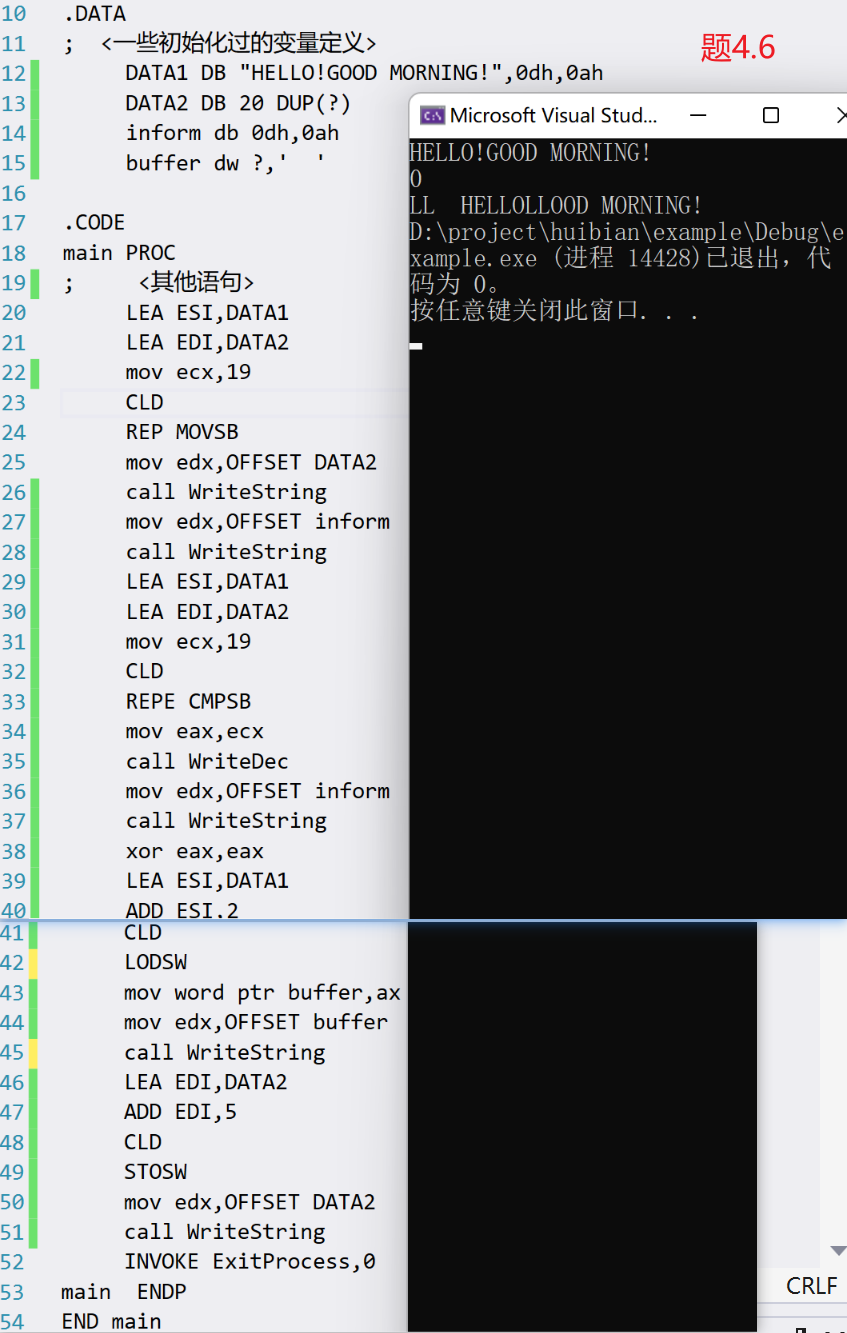 10 .DATA
11 ;  <一些初始化过的变量定义>
题4.6
12 DATA1 DB "HELLO!GOOD MORNING!",0dh,0ah
13 DATA2 DB 20 DUP(?)
14 inform db 0dh,0ah
15 buffer dw ?,'  '
16
17 .CODE
18 main PROC
19 ;     <其他语句>
20 LEA ESI,DATA1
21 LEA EDI,DATA2
22 mov ecx,19
23 CLD
24 REP MOVSB
25 mov edx,OFFSET DATA2
26 call WriteString
27 mov edx,OFFSET inform
28 call WriteString
29 LEA ESI,DATA1
30 LEA EDI,DATA2
31 mov ecx,19
32 CLD
33 REPE CMPSB
34 mov eax,ecx
35 call WriteDec
36 mov edx,OFFSET inform
37 call WriteString
38 xor eax,eax
39 LEA ESI,DATA1
40 ADD ESI,2
41 CLD
42 LODSW
43 mov word ptr buffer,ax
44 mov edx,OFFSET buffer
45 call WriteString
46 LEA EDI,DATA2
47 ADD EDI,5
48 CLD
49 STOSW
50 mov edx,OFFSET DATA2
51 call WriteString
52 INVOKE ExitProcess,0
53 main  ENDP
54 END main
Microsoft Visual Stud...
HELLO!GOOD MORNING!
0
LL  HELLOLLOOD MORNING!
D:\project\huibian\example\Debug\e
xample.exe (进程 14428)已退出，代
码为 0。
按任意键关闭此窗口. . .
CRLF